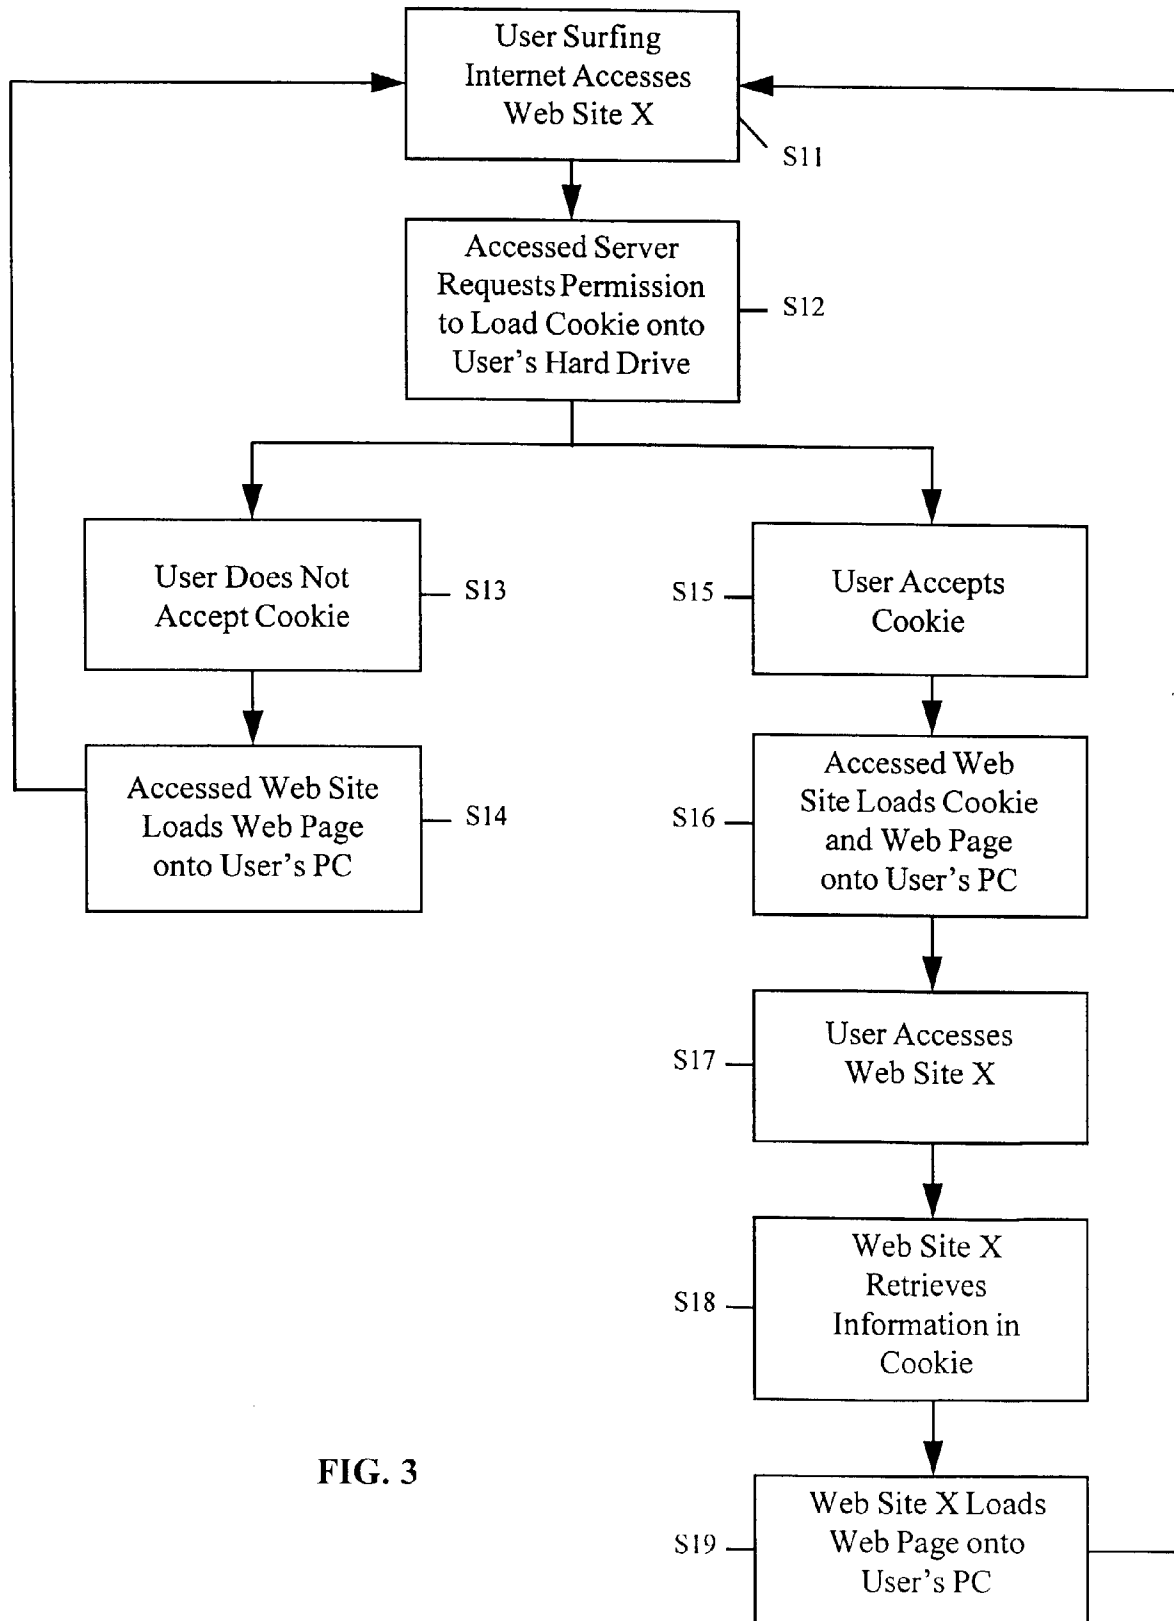 User Surfing
Internet Accesses
Web Site X
S11
Accessed Server
Requests Permission
to Load Cookie onto
User's Hard Drive
S12
User Does Not
Accept Cookie
S13
Accessed Web Site
Loads Web Page
onto User's PC
S14
User Accepts
Cookie
S15
Accessed Web
Site Loads Cookie
and Web Page
onto User's PC
S16
User Accesses
Web Site X
S17
Web Site X
Retrieves
Information in
Cookie
S18
Web Site X Loads
Web Page onto
User's PC
S19
FIG. 3